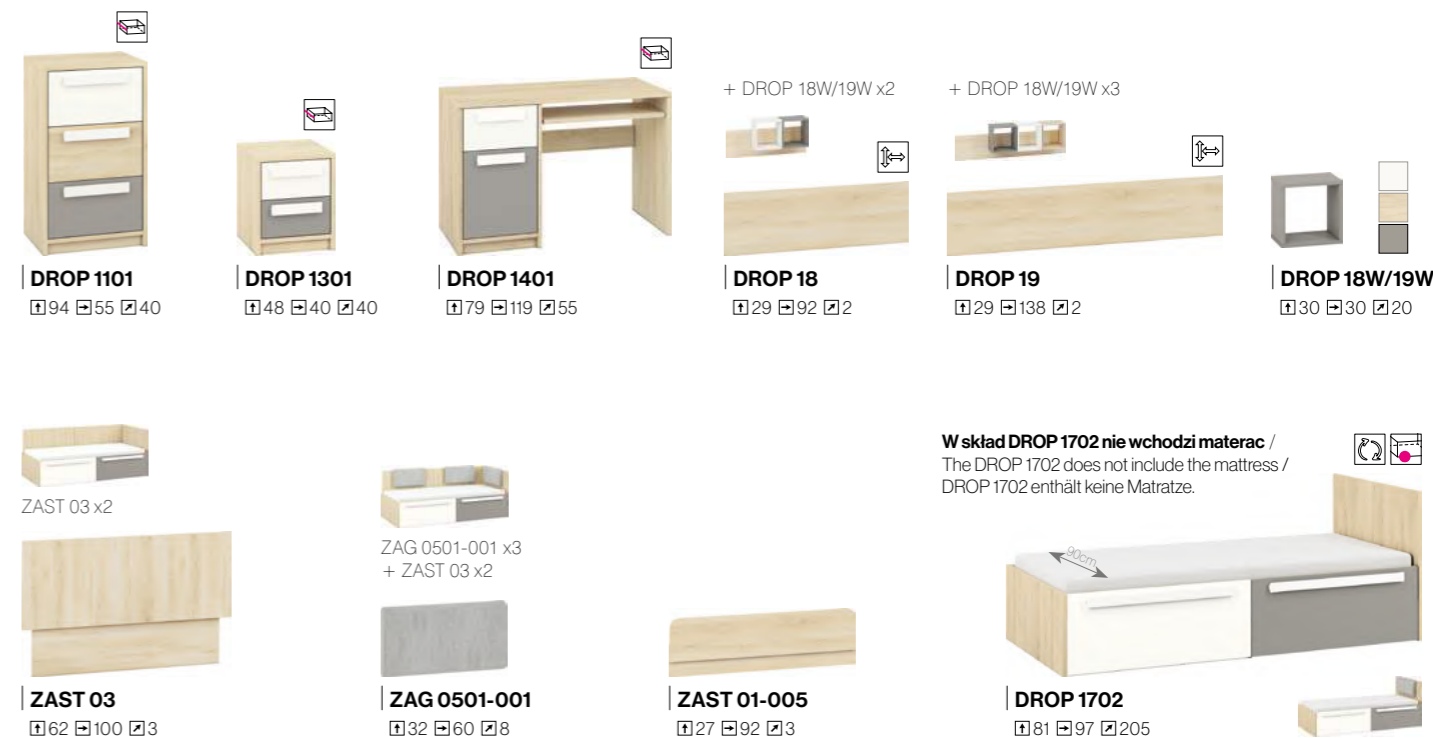 + DROP 18W/19W x2
+ DROP 18W/19W x3
DROP 1101
↑94 →55 ↗40
DROP 1301
↑48 →40 ↗40
DROP 1401
↑79 →119 ↗55
DROP 18
↑29 →92 ↗2
DROP 19
↑29 →138 ↗2
DROP 18W/19W
↑30 →30 ↗20
ZAST 03 x2
ZAST 03
↑62 →100 ↗3
ZAG 0501-001 x3
+ ZAST 03 x2
ZAG 0501-001
↑32 →60 ↗8
ZAST 01-005
↑27 →92 ↗3
W skład DROP 1702 nie wchodzi materac /
The DROP 1702 does not include the mattress /
DROP 1702 enthält keine Matratze.
90cm
DROP 1702
↑81 →97 ↗205